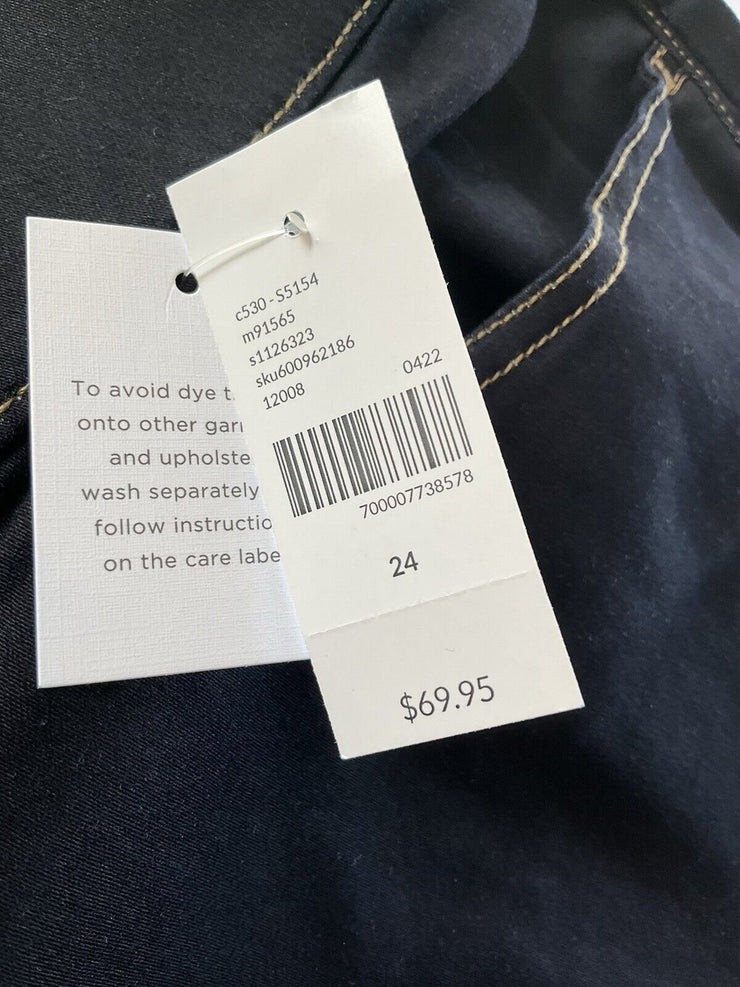 To avoid dye t
onto other gar
and upholste
wash separately
follow instructio
on the care labe
c530 - S5154
m91565
s1126323
sku600962186
12008
0422
700007738578
24
$69.95